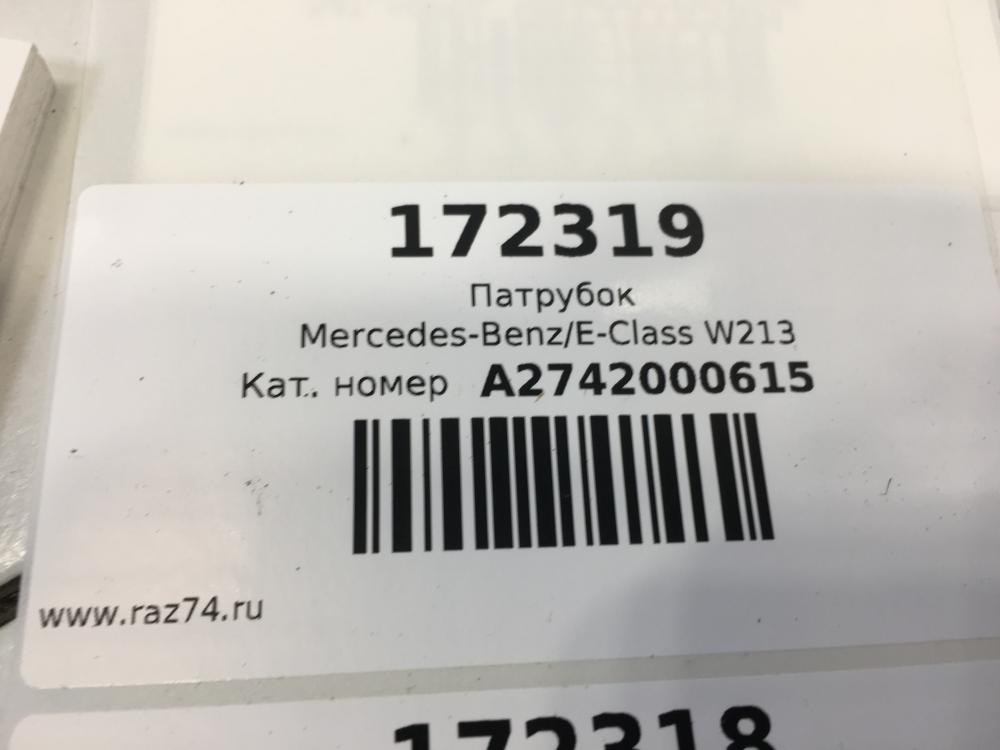 172319
Патрубок
Mercedes-Benz/E-Class W213
Кат.. номер A2742000615
www.raz74.ru
172318